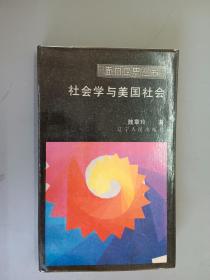 面向世界丛书
社会学与美国社会
魏章玲 著
辽宁人民出版社